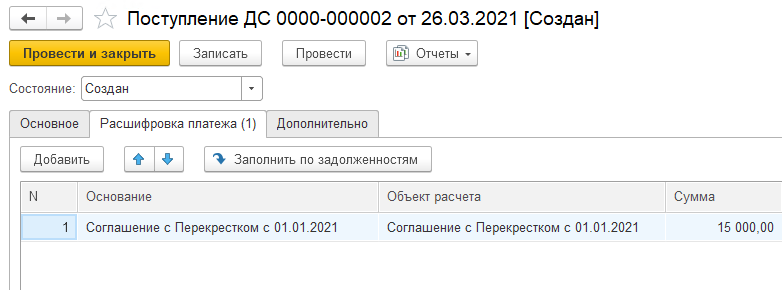 Поступление ДС 0000-000002 от 26.03.2021 [Создан]
Провести и закрыть Записать Провести Отчеты
Состояние: Создан
Основное Расшифровка платежа (1) Дополнительно
Добавить Заполнить по задолженностям
N Основание Объект расчета Сумма
1 Соглашение с Перекрестком с 01.01.2021 Соглашение с Перекрестком с 01.01.2021 15 000,00